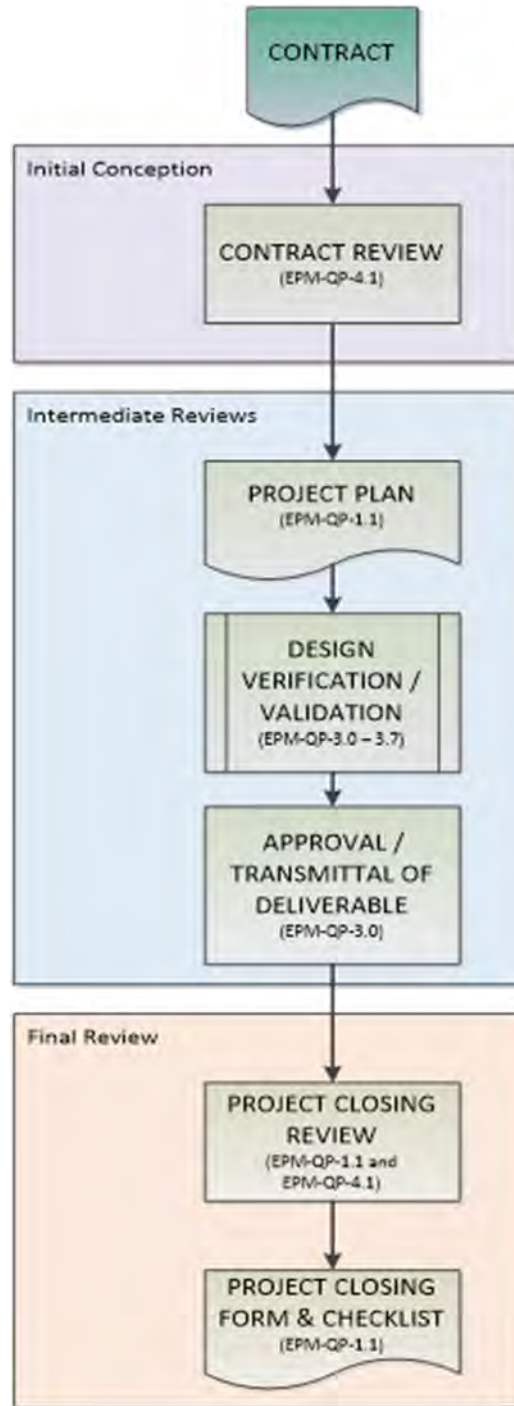 CONTRACT
Initial Conception
CONTRACT REVIEW
(EPM-QP-4.1)
Intermediate Reviews
PROJECT PLAN
(EPM-QP-1.1)
DESIGN
VERIFICATION /
VALIDATION
(EPM-QP-3.0 – 3.7)
APPROVAL /
TRANSMITTAL OF
DELIVERABLE
(EPM-QP-3.0)
Final Review
PROJECT CLOSING
REVIEW
(EPM-QP-1.1 and
EPM-QP-4.1)
PROJECT CLOSING
FORM & CHECKLIST
(EPM-QP-1.1)